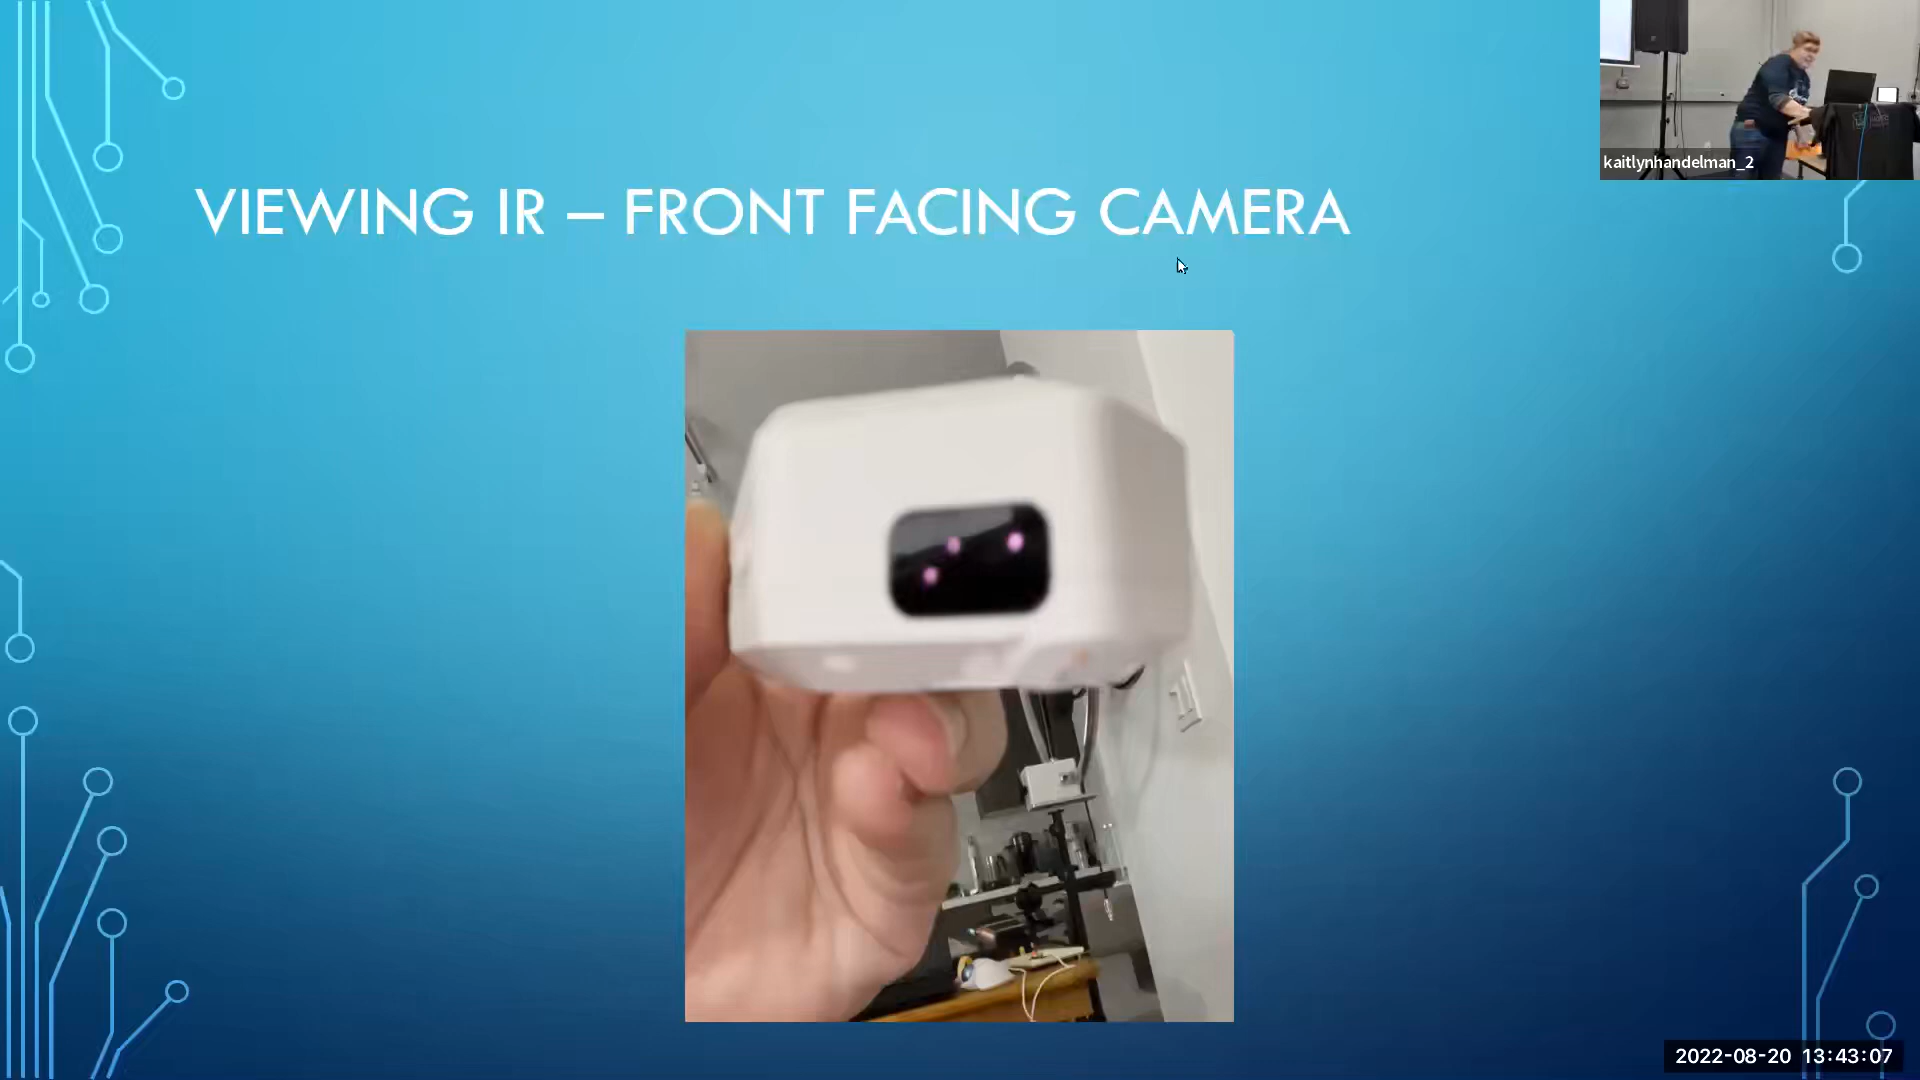 VIEWING IR – FRONT FACING CAMERA
kaitlynhandelman_2
2022-08-20 13:43:07